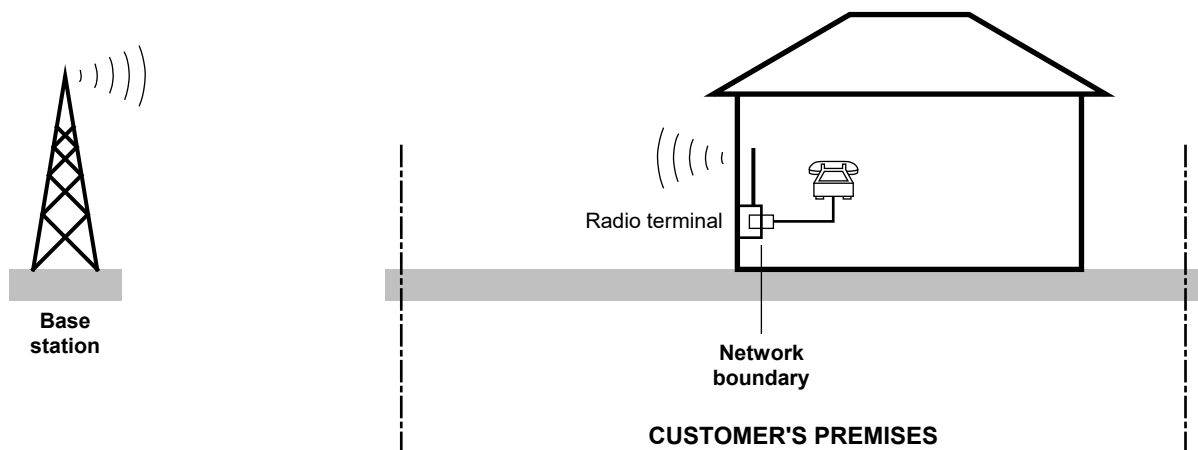 Radio terminal
Base
station
Network
boundary
CUSTOMER'S PREMISES